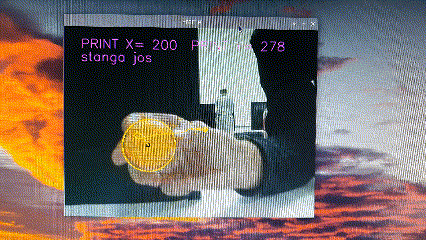 PRINT X= 200 278
stanga jos